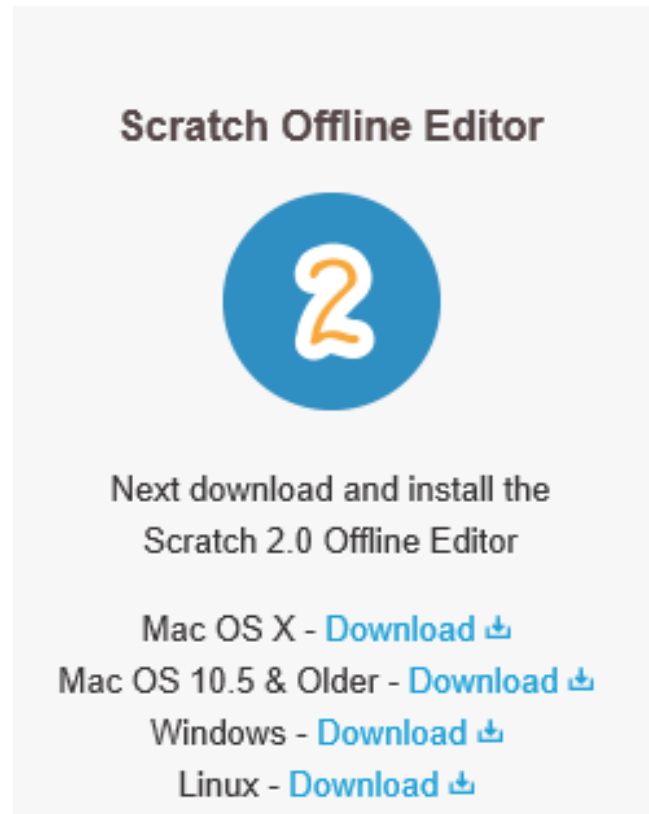 Scratch Offline Editor
2
Next download and install the
Scratch 2.0 Offline Editor
Mac OS X - Download
Mac OS 10.5 & Older - Download
Windows - Download
Linux - Download